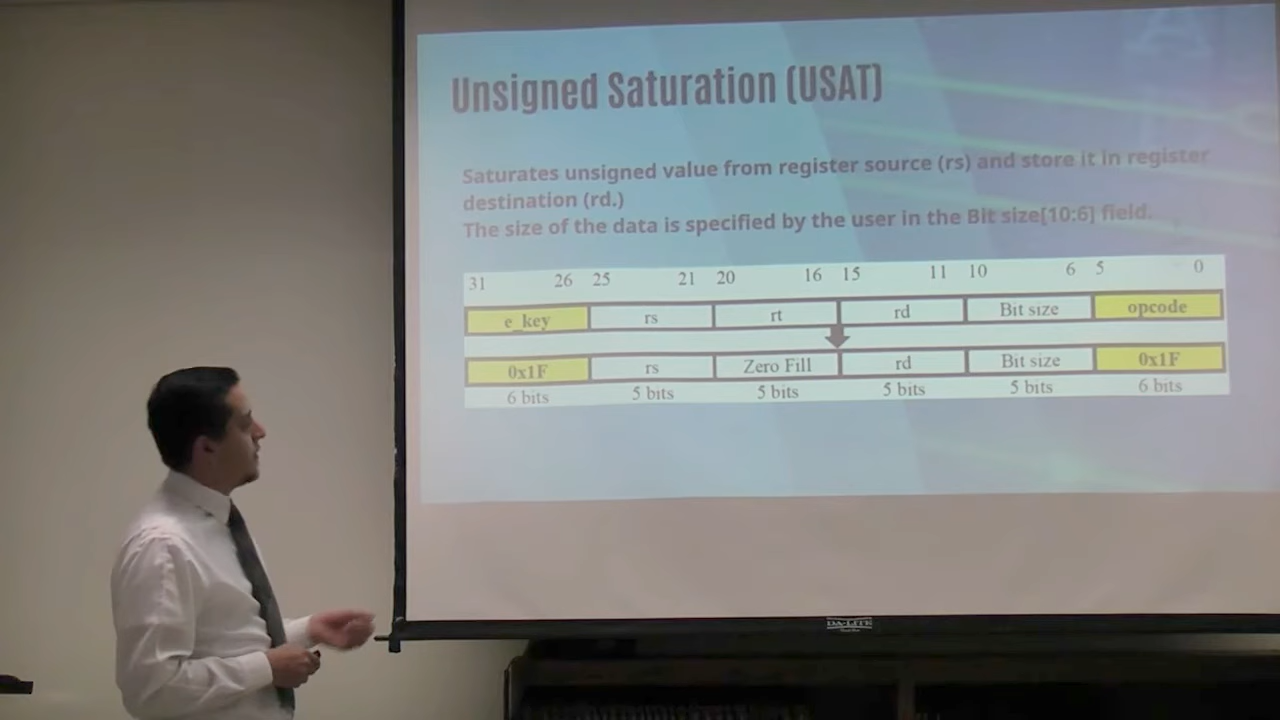 Unsigned Saturation (USAT)
Saturates unsigned value from register source (rs) and store it in register
destination (rd.)
The size of the data is specified by the user in the Bit size[10:6] field.
31 26 25 21 20 16 15 11 10 6 5 0
e_key rs rt rd Bit size opcode
0x1F rs Zero Fill rd Bit size 0x1F
6 bits 5 bits 5 bits 5 bits 5 bits 6 bits
DA-LITE